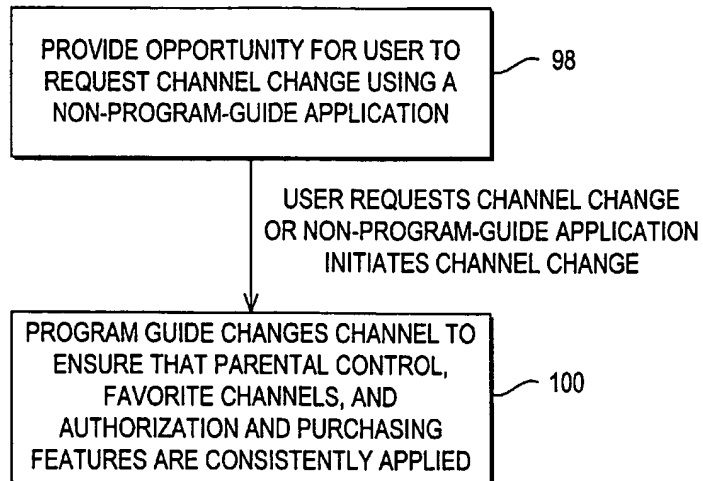 PROVIDE OPPORTUNITY FOR USER TO
REQUEST CHANNEL CHANGE USING A
NON-PROGRAM-GUIDE APPLICATION
98
USER REQUESTS CHANNEL CHANGE
OR NON-PROGRAM-GUIDE APPLICATION
INITIATES CHANNEL CHANGE
PROGRAM GUIDE CHANGES CHANNEL TO
ENSURE THAT PARENTAL CONTROL,
FAVORITE CHANNELS, AND
AUTHORIZATION AND PURCHASING
FEATURES ARE CONSISTENTLY APPLIED
100